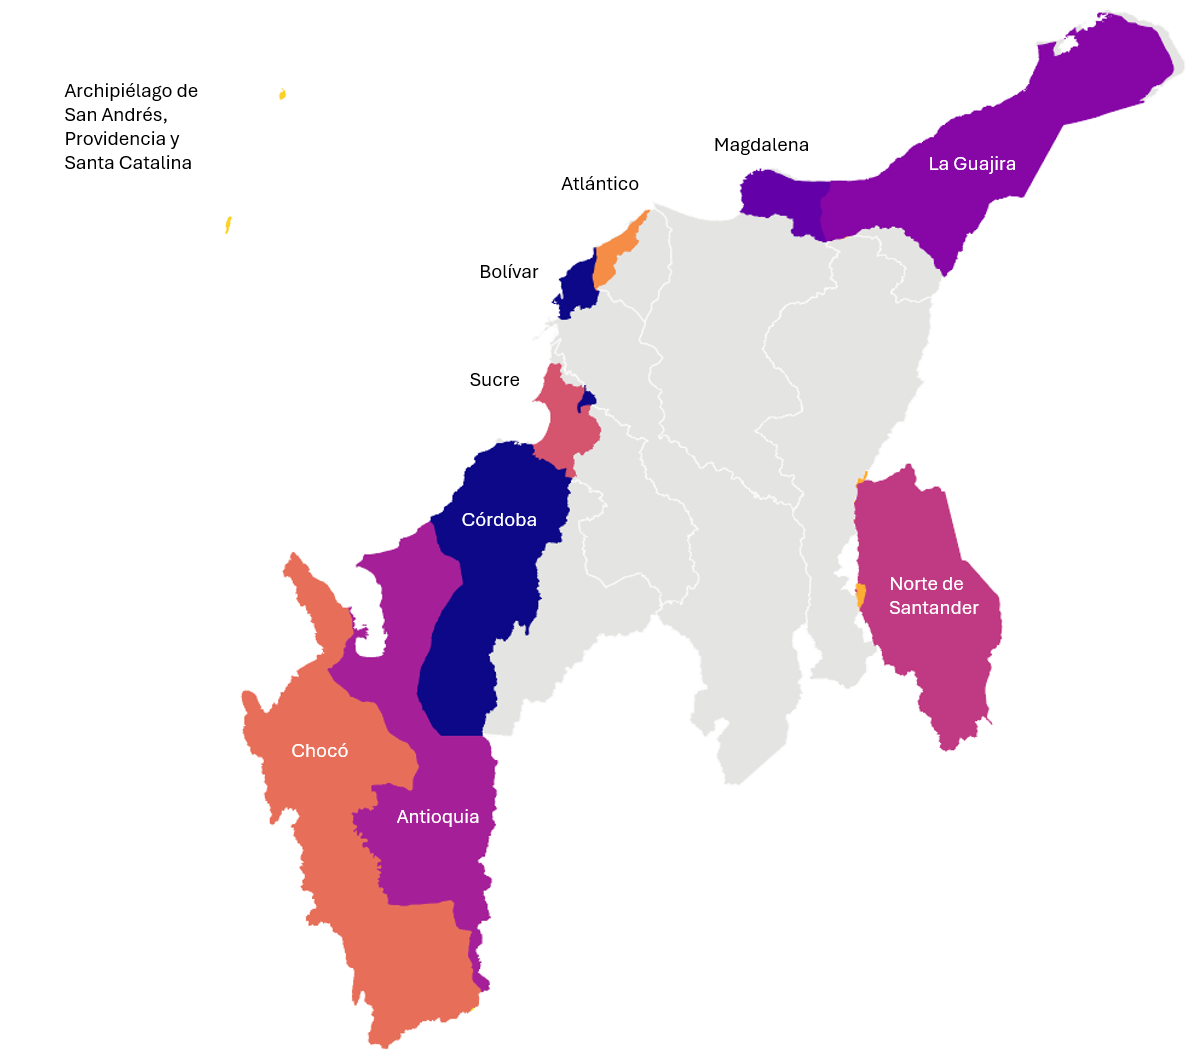 Archipiélago de
San Andrés,
Providencia y
Santa Catalina
Magdalena
La Guajira
Atlántico
Bolívar
Sucre
Córdoba
Norte de
Santander
Chocó
Antioquia